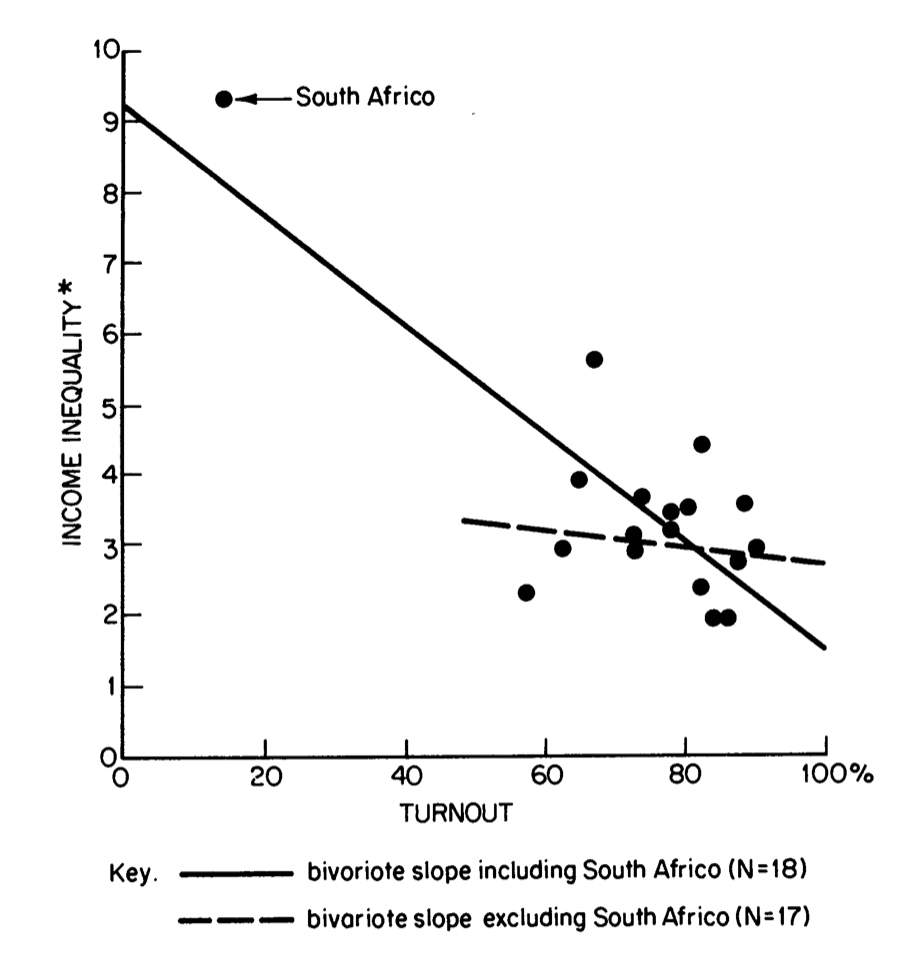 10
South Africo
9
8
7
6
5
4
3
2
1
0
INCOME INEQUALITY*
0 20 40 60 80 100%
TURNOUT
Key. bivoriote slope including South Africo (N=18)
bivariote slope excluding South Africo (N=17)